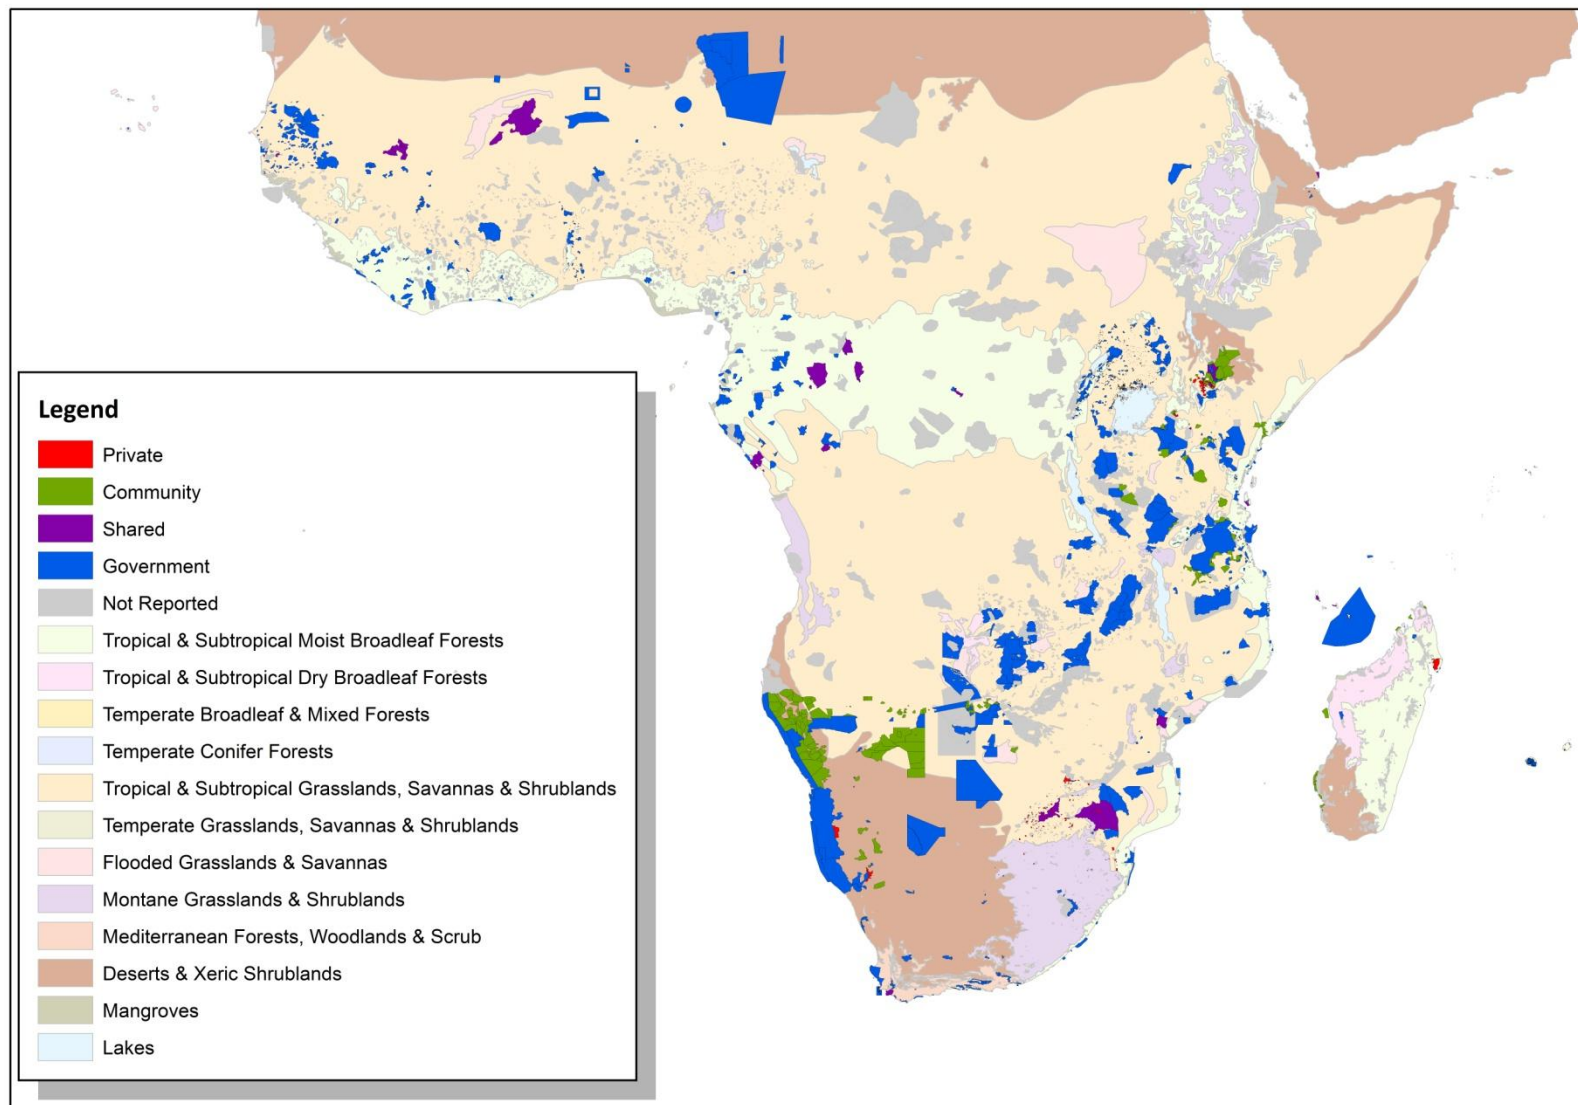 Legend
Private
Community
Shared
Government
Not Reported
Tropical & Subtropical Moist Broadleaf Forests
Tropical & Subtropical Dry Broadleaf Forests
Temperate Broadleaf & Mixed Forests
Temperate Conifer Forests
Tropical & Subtropical Grasslands, Savannas & Shrublands
Temperate Grasslands, Savannas & Shrublands
Flooded Grasslands & Savannas
Montane Grasslands & Shrublands
Mediterranean Forests, Woodlands & Scrub
Deserts & Xeric Shrublands
Mangroves
Lakes